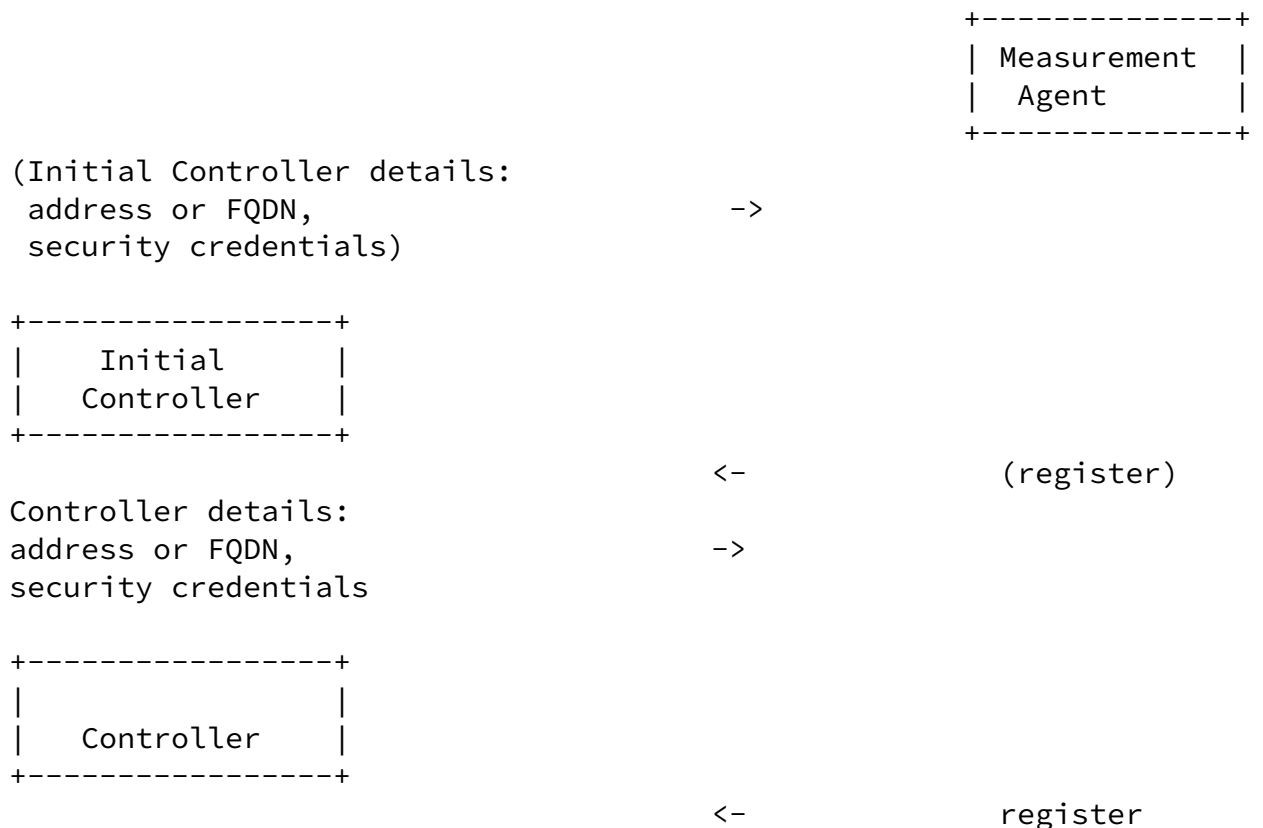 +--------------+
| Measurement  |
|  Agent       |
+--------------+
(Initial Controller details:
address or FQDN,                       ->
security credentials)
+-----------------+
|    Initial      |
|   Controller    |
+-----------------+
<-              (register)
Controller details:
address or FQDN,                       ->
security credentials
+-----------------+
|                 |
|   Controller    |
+-----------------+
<-              register